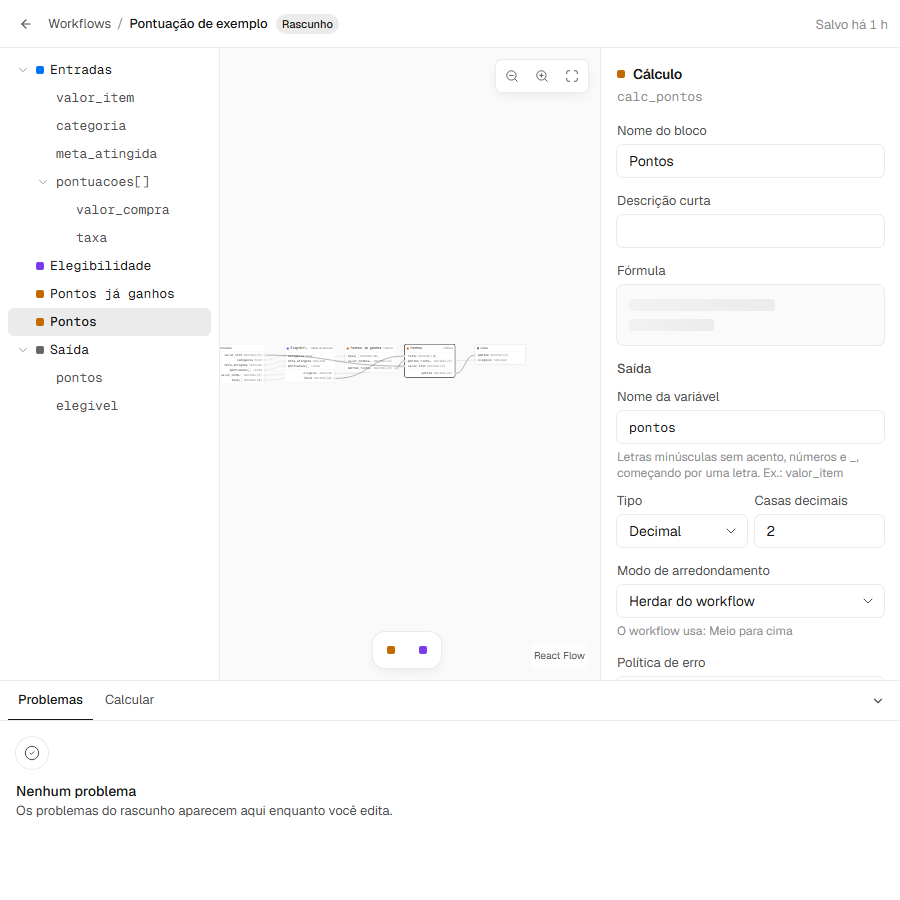 Workflows / Pontuação de exemplo Rascunho
Salvo há 1 h
Entradas
valor_item
categoria
meta_atingida
pontuacoes[]
valor_compra
taxa
Elegibilidade
Pontos já ganhos
Pontos
Saída
pontos
elegivel
React Flow
Cálculo
calc_pontos
Nome do bloco
Pontos
Descrição curta
Fórmula
Saída
Nome da variável
pontos
Letras minúsculas sem acento, números e _,
começando por uma letra. Ex.: valor_item
Tipo
Casas decimais
Decimal
2
Modo de arredondamento
Herdar do workflow
O workflow usa: Meio para cima
Política de erro
Problemas
Calcular
Nenhum problema
Os problemas do rascunho aparecem aqui enquanto você edita.